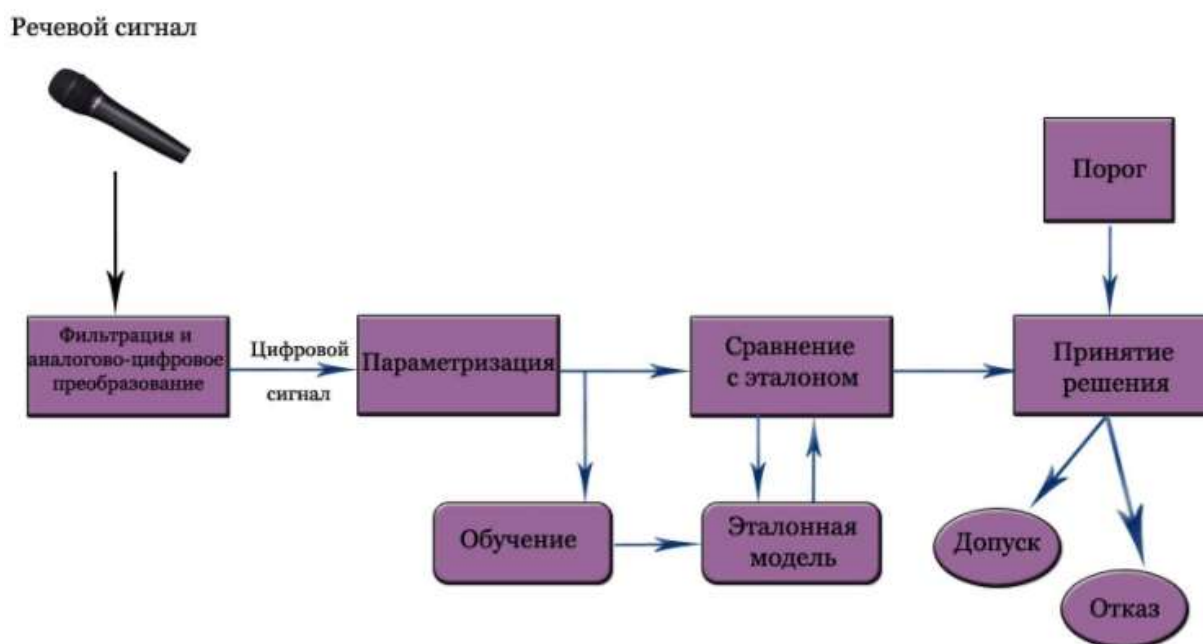 Речевой сигнал
Порог
Фильтрация и
аналогово-цифровое
преобразование
Цифровой
сигнал
Параметризация
Сравнение
с эталоном
Принятие
решения
Обучение
Эталонная
модель
Допуск
Отказ